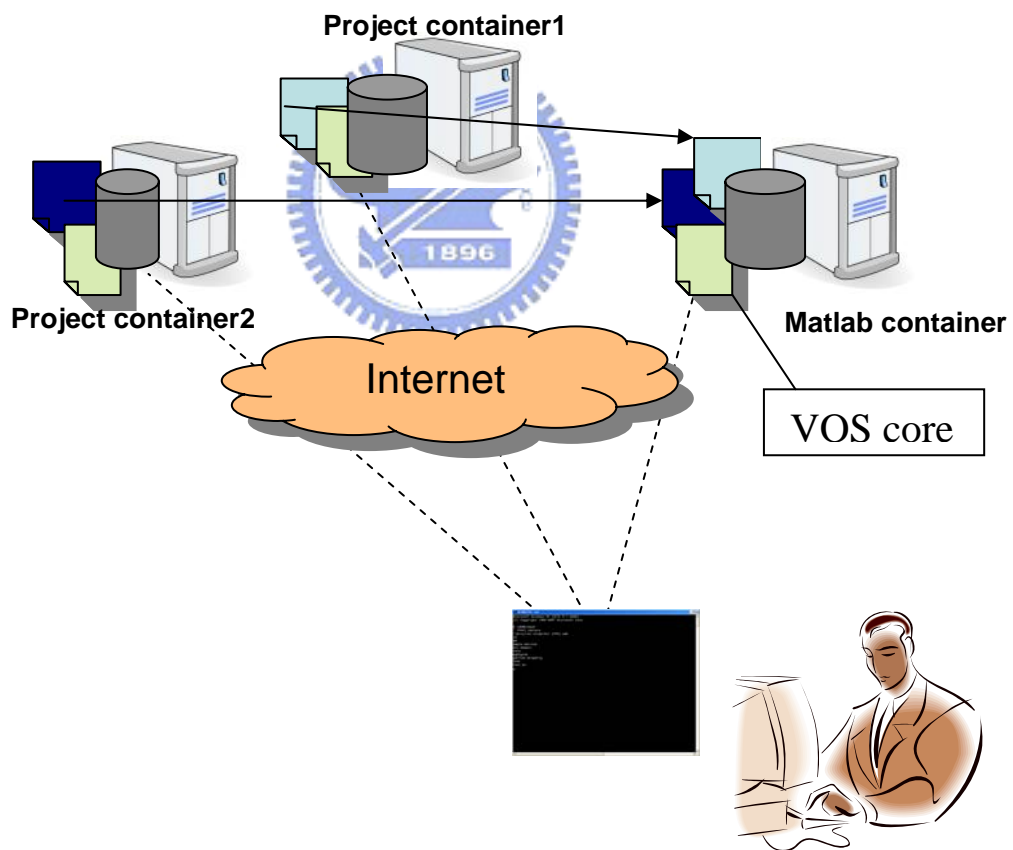 Project container1
1896
Project container2
Matlab container
Internet
VOS core